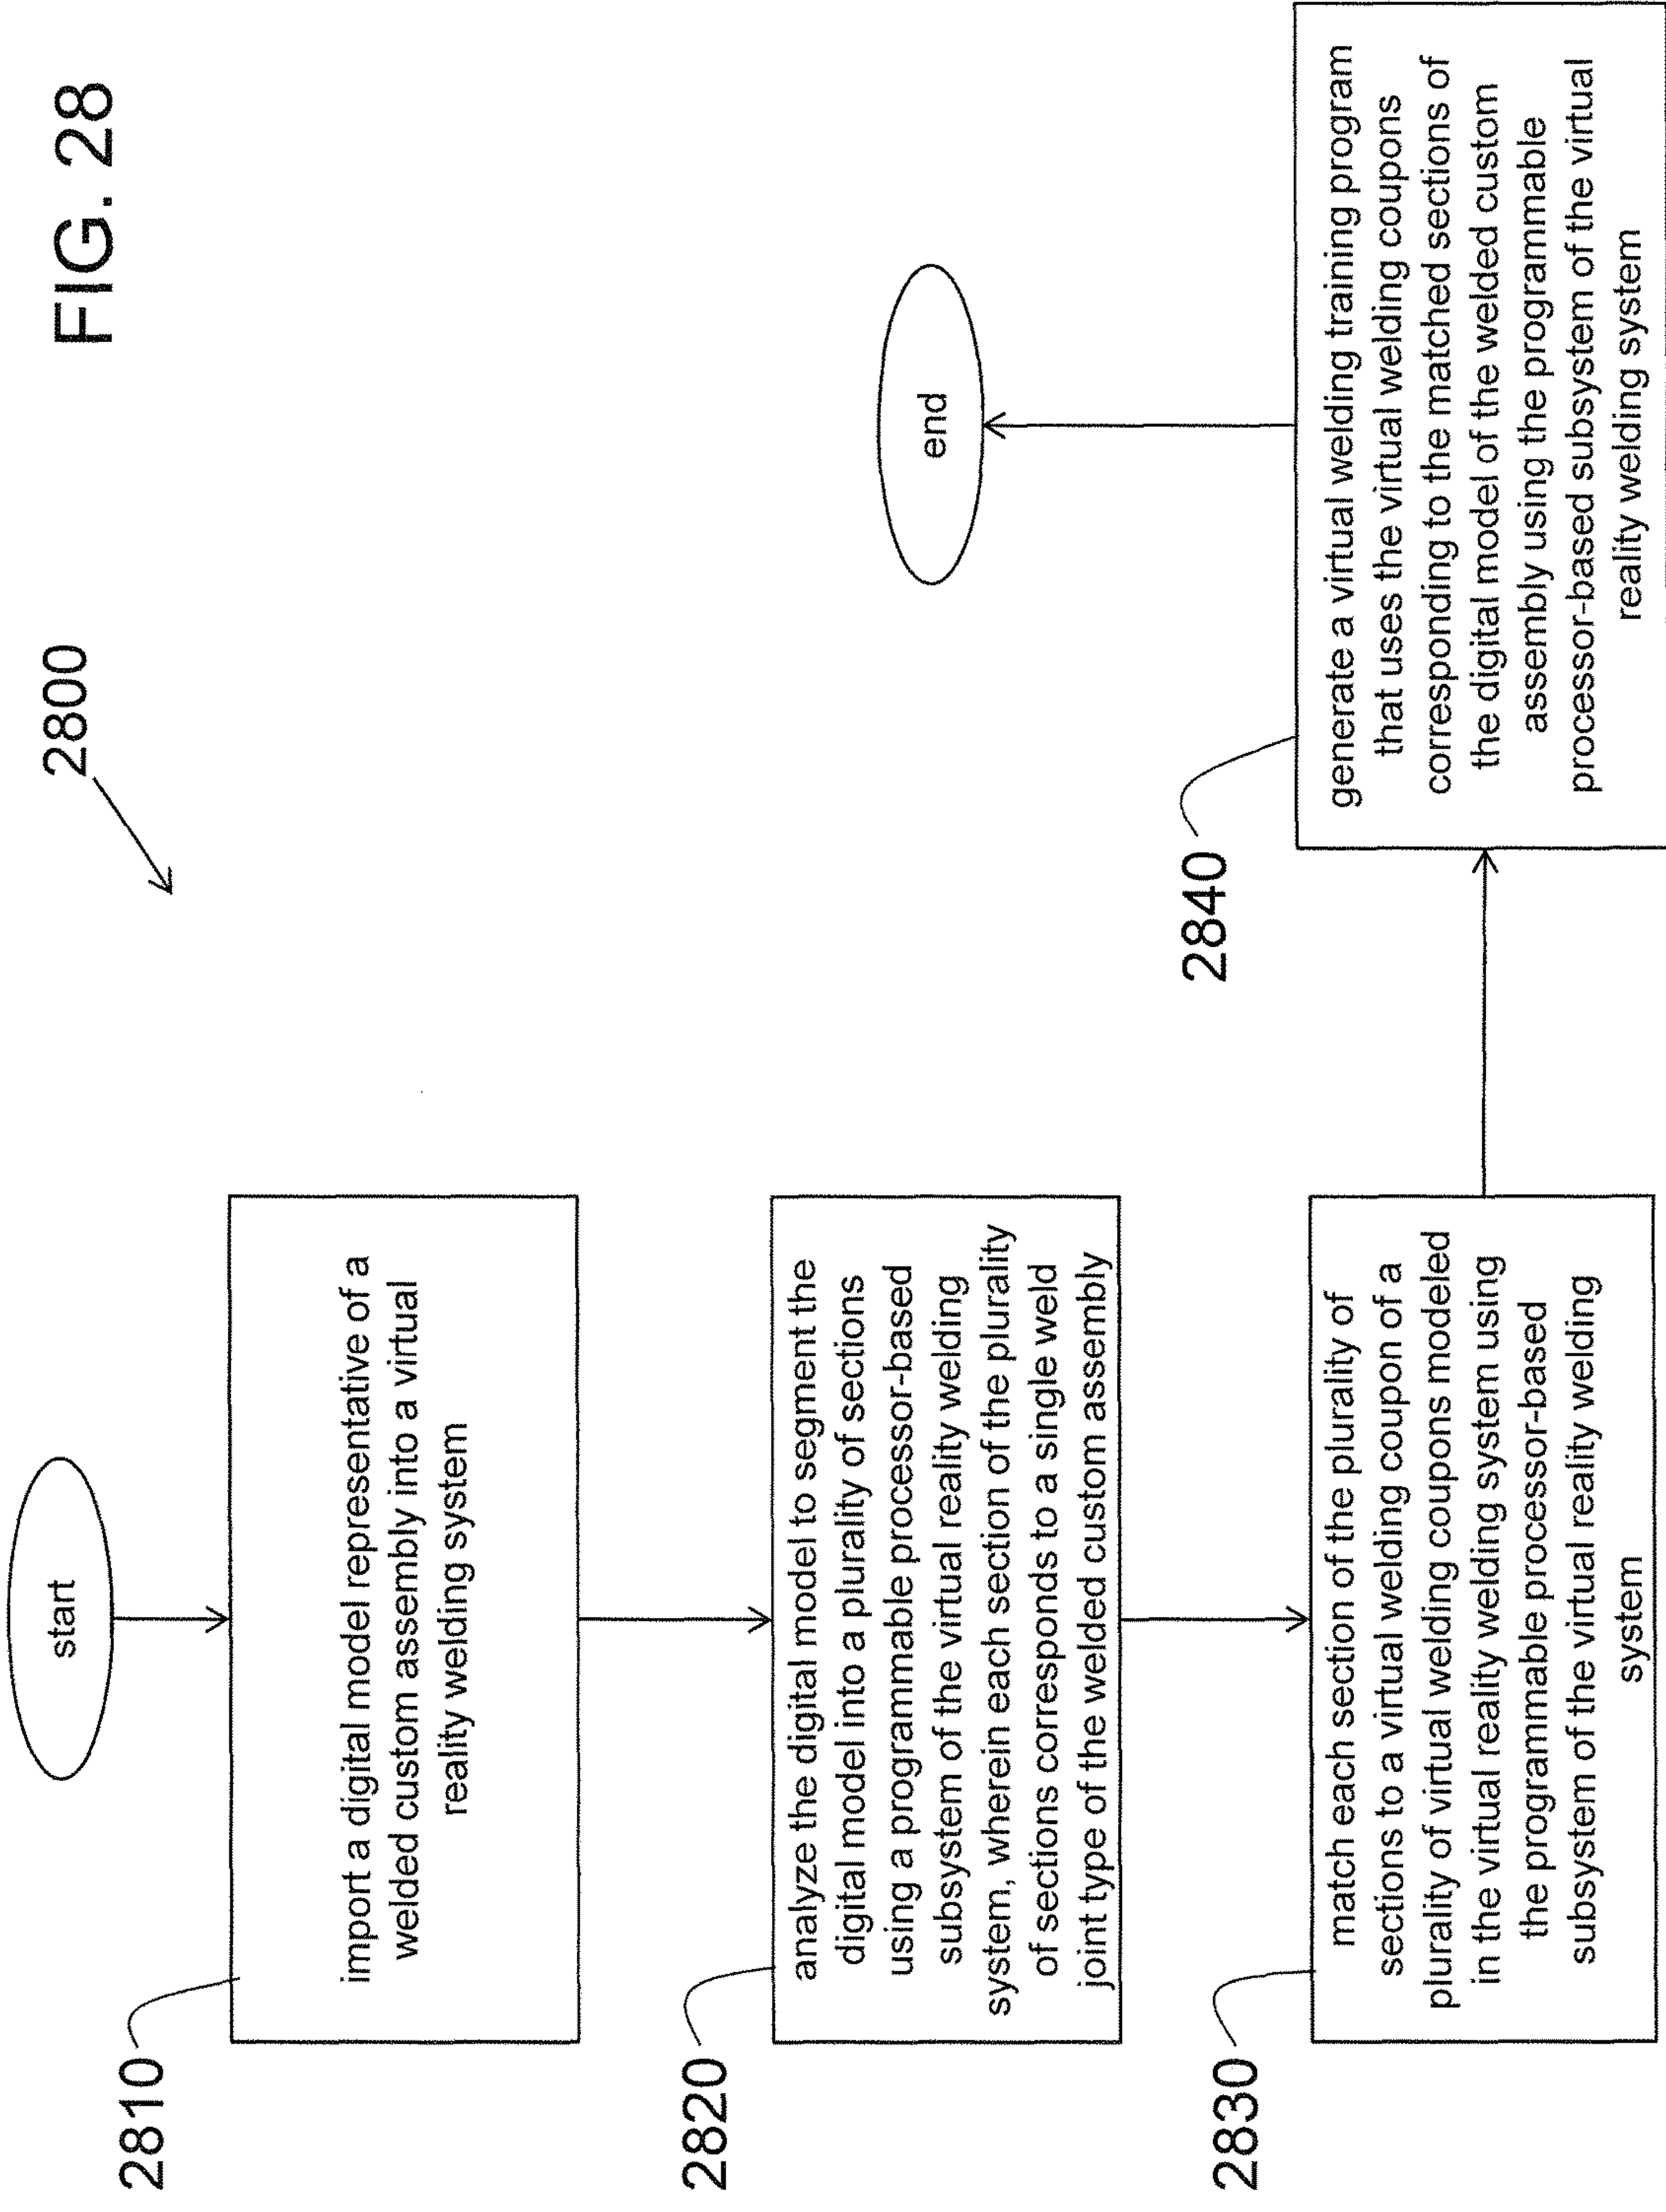 FIG. 28
2800
start
2810
import a digital model representative of a
welded custom assembly into a virtual
reality welding system
2820
analyze the digital model to segment the
digital model into a plurality of sections
using a programmable processor-based
subsystem of the virtual reality welding
system, wherein each section of the plurality
of sections corresponds to a single weld
joint type of the welded custom assembly
2830
match each section of the plurality of
sections to a virtual welding coupon of a
plurality of virtual welding coupons modeled
in the virtual reality welding system using
the programmable processor-based
subsystem of the virtual reality welding
system
2840
generate a virtual welding training program
that uses the virtual welding coupons
corresponding to the matched sections of
the digital model of the welded custom
assembly using the programmable
processor-based subsystem of the virtual
reality welding system
end